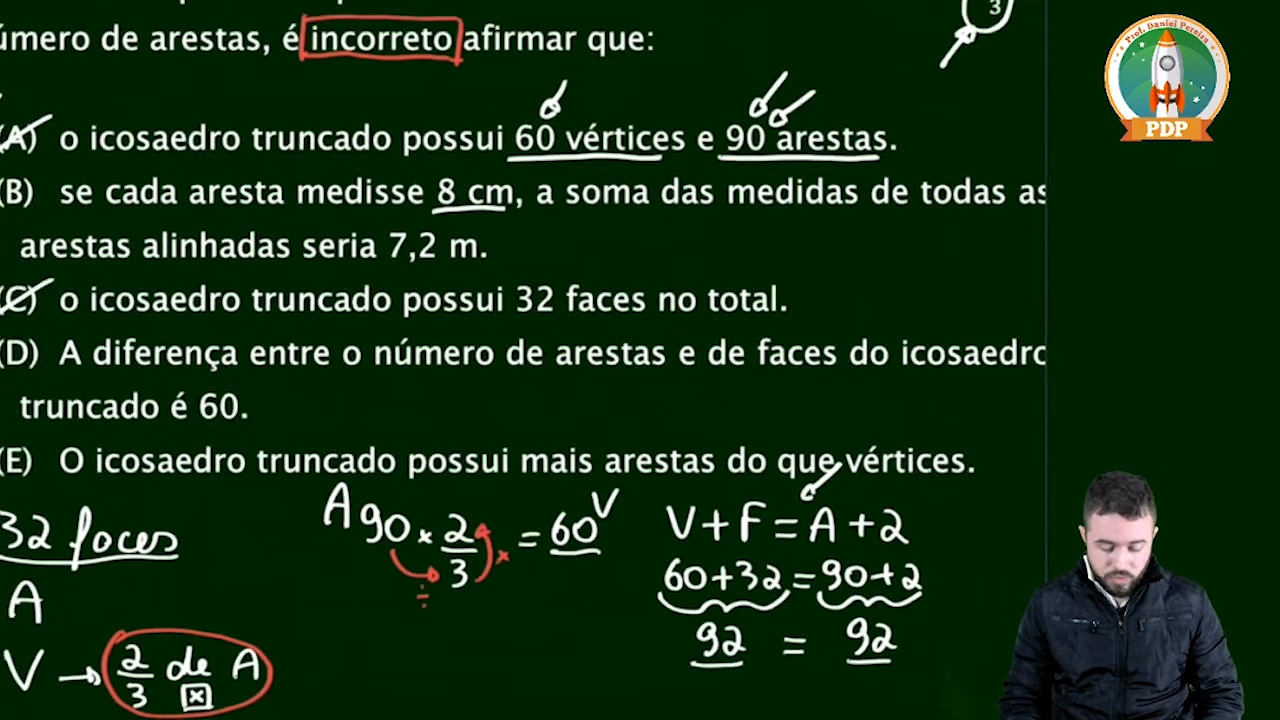 úmero de arestas, é incorreto afirmar que:
3
Prof. Daniel Pereira
PDP
(A) o icosaedro truncado possui 60 vértices e 90 arestas.
(B) se cada aresta medisse 8 cm, a soma das medidas de todas as
arestas alinhadas seria 7,2 m.
(C) o icosaedro truncado possui 32 faces no total.
(D) A diferença entre o número de arestas e de faces do icosaedro
truncado é 60.
(E) O icosaedro truncado possui mais arestas do que vértices.
32 faces
A
V → 2/3 de A
x
A 90 × 2/3 = 60 V
÷ ×
V + F = A + 2
60 + 32 = 90 + 2
92 = 92